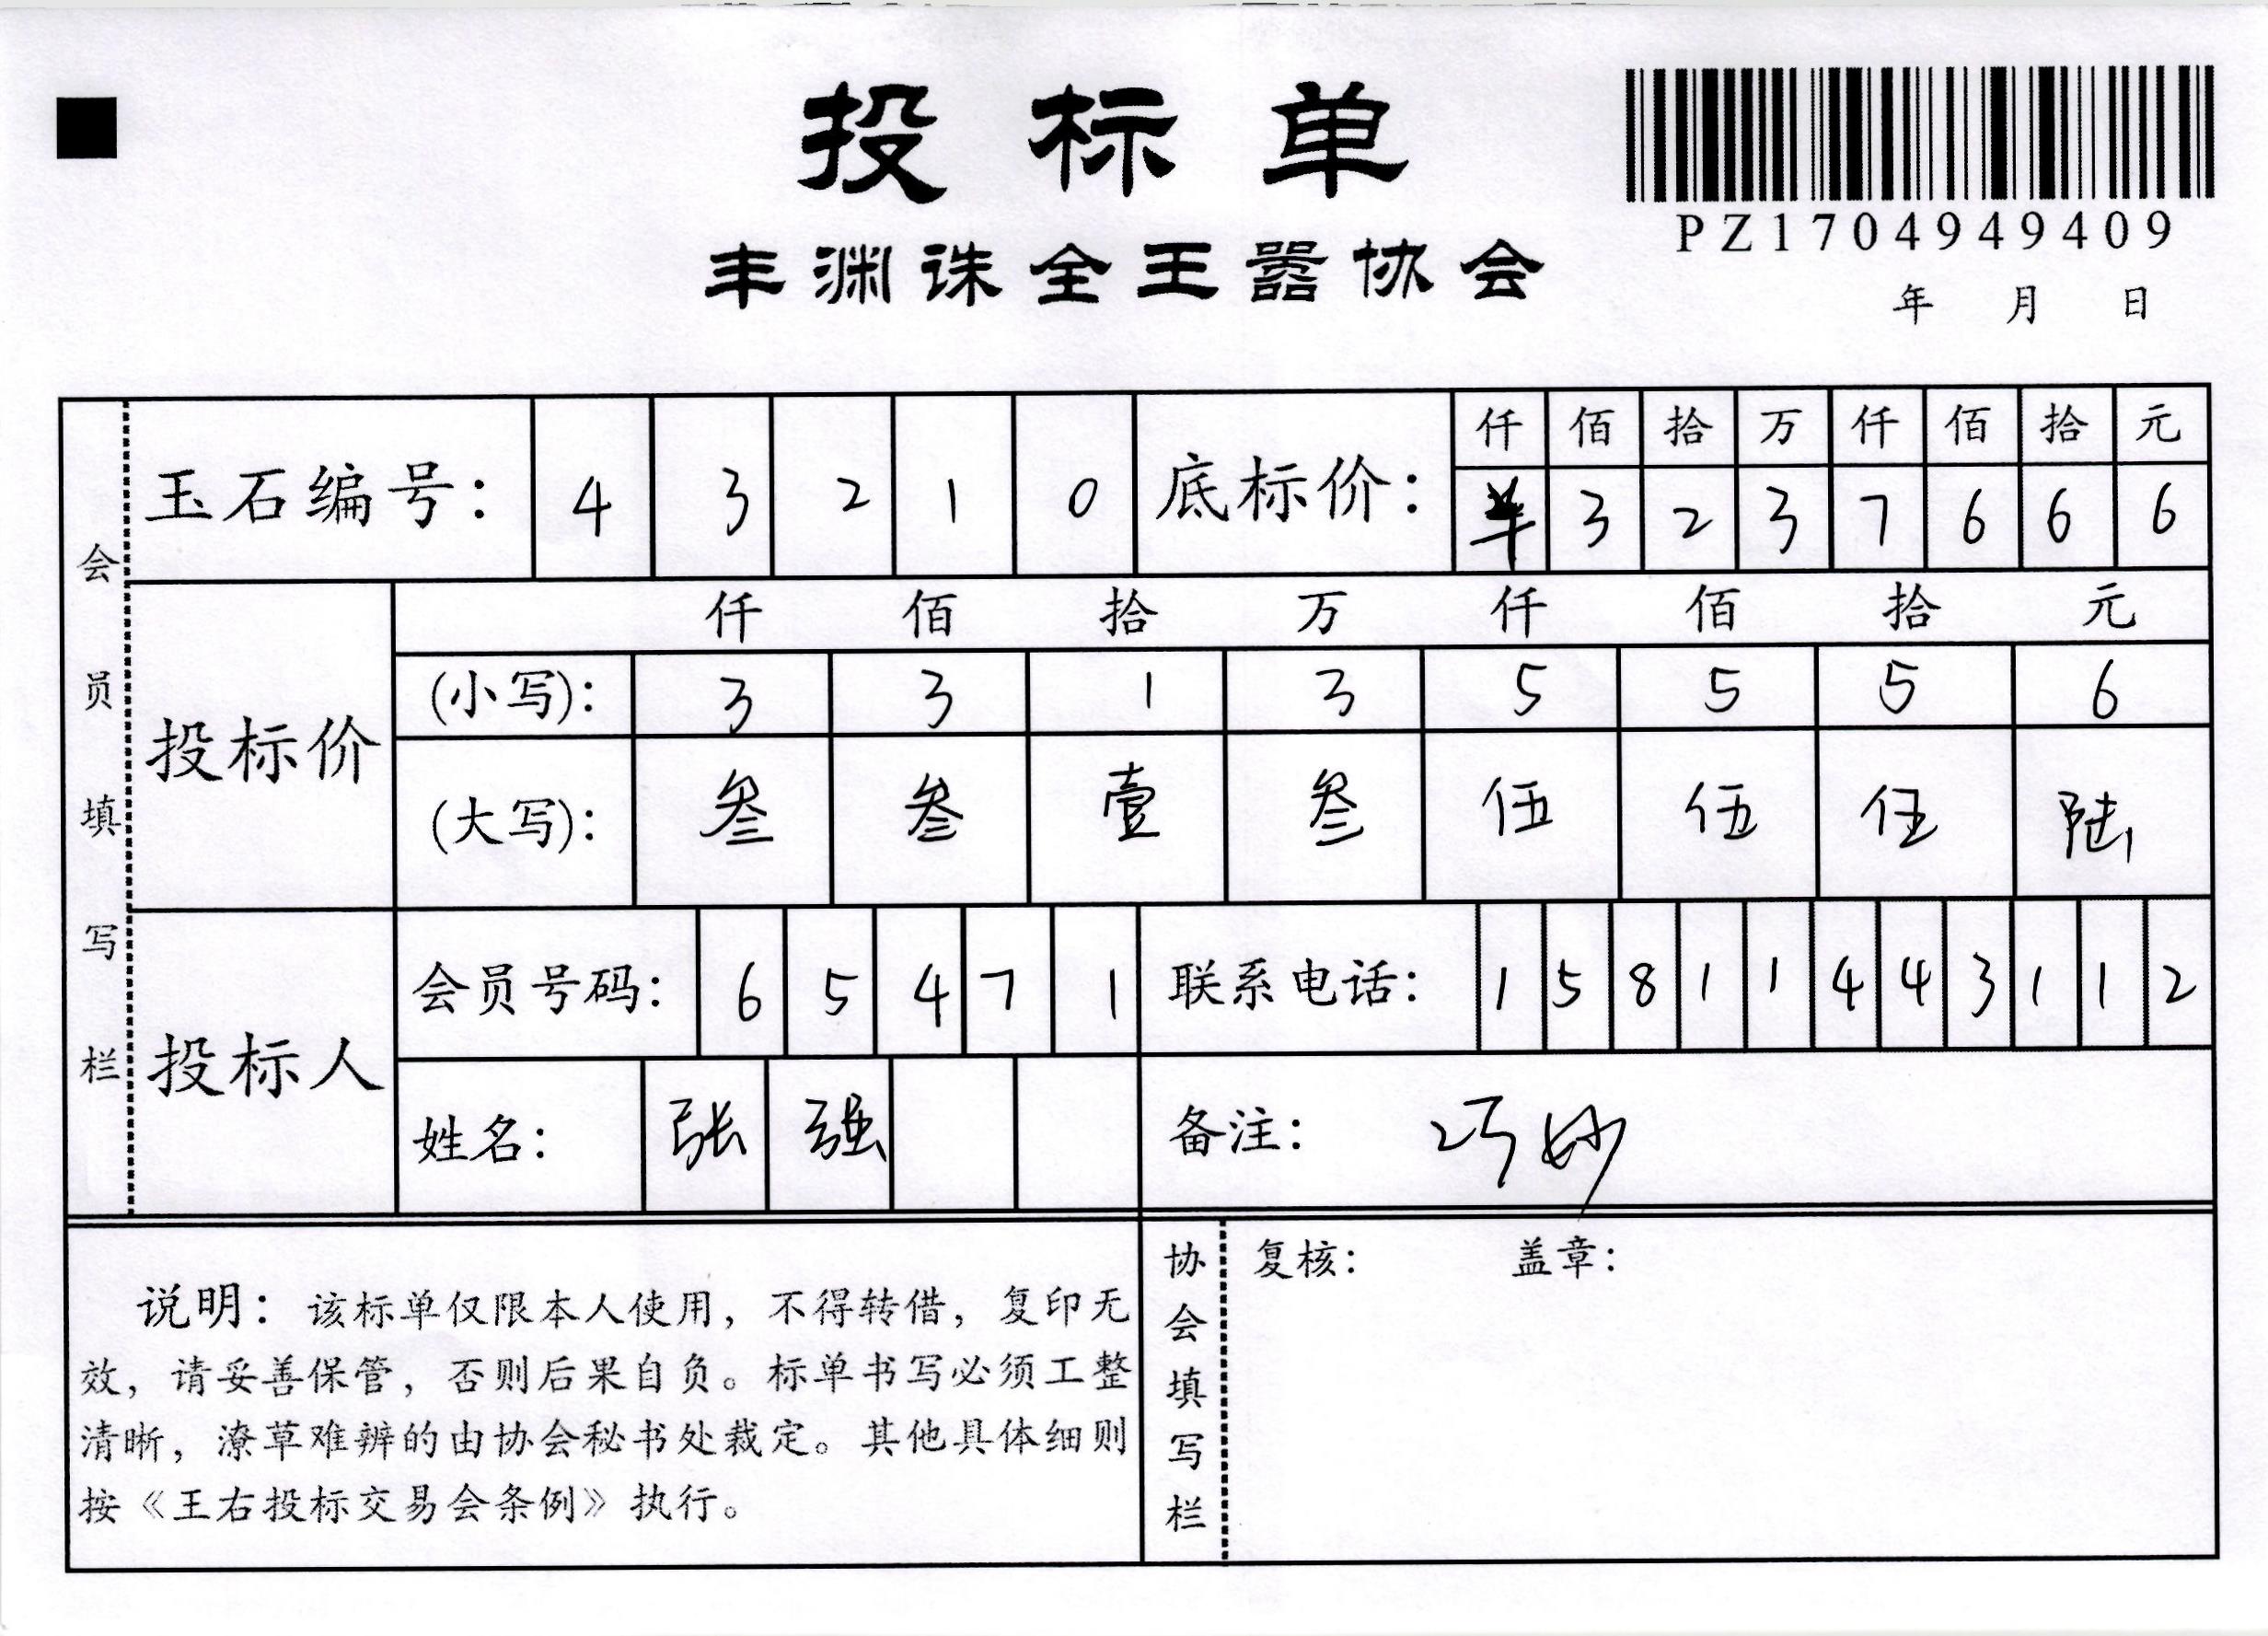 投标单
PZ1704949409
丰渊诛全王嚣协会
年 月 日
会员填写栏
玉石编号: 4 3 2 1 0 底标价: 仟 佰 拾 万 仟 佰 拾 元
¥ 3 2 3 7 6 6 6
投标价 仟 佰 拾 万 仟 佰 拾 元
(小写): 3 3 1 3 5 5 5 6
(大写): 叁 叁 壹 叁 伍 伍 伍 陆
投标人 会员号码: 6 5 4 7 1 联系电话: 1 5 8 1 1 4 4 3 1 1 2
姓名: 张 强 备注: 巧妙
说明: 该标单仅限本人使用, 不得转借, 复印无
效, 请妥善保管, 否则后果自负。标单书写必须工整
清晰, 潦草难辨的由协会秘书处裁定。其他具体细则
按《王右投标交易会条例》执行。
协会填写栏
复核: 盖章: